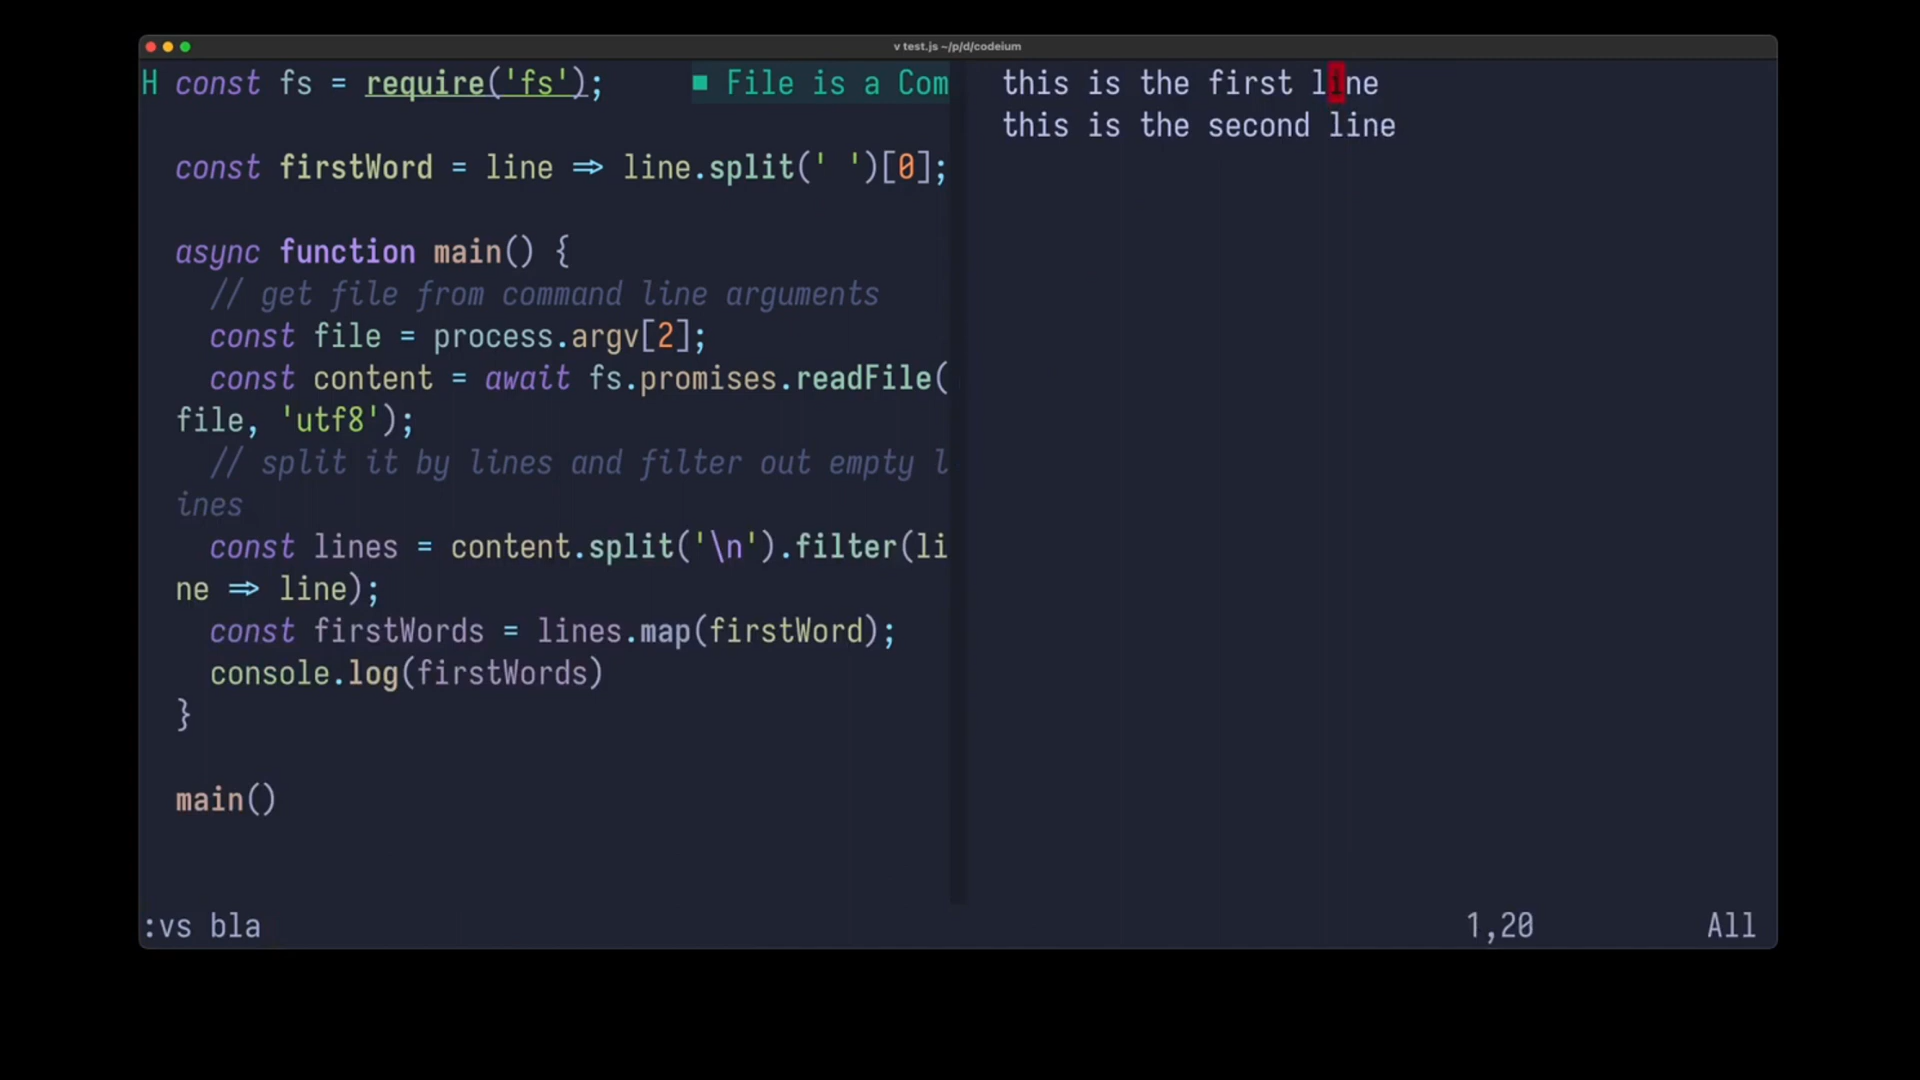 v test.js ~/p/d/codeium
H const fs = require('fs'); ■ File is a Com
const firstWord = line => line.split(' ')[0];
async function main() {
// get file from command line arguments
const file = process.argv[2];
const content = await fs.promises.readFile(
file, 'utf8');
// split it by lines and filter out empty l
ines
const lines = content.split('\n').filter(li
ne => line);
const firstWords = lines.map(firstWord);
console.log(firstWords)
}
main()
this is the first line
this is the second line
:vs bla
1,20
All